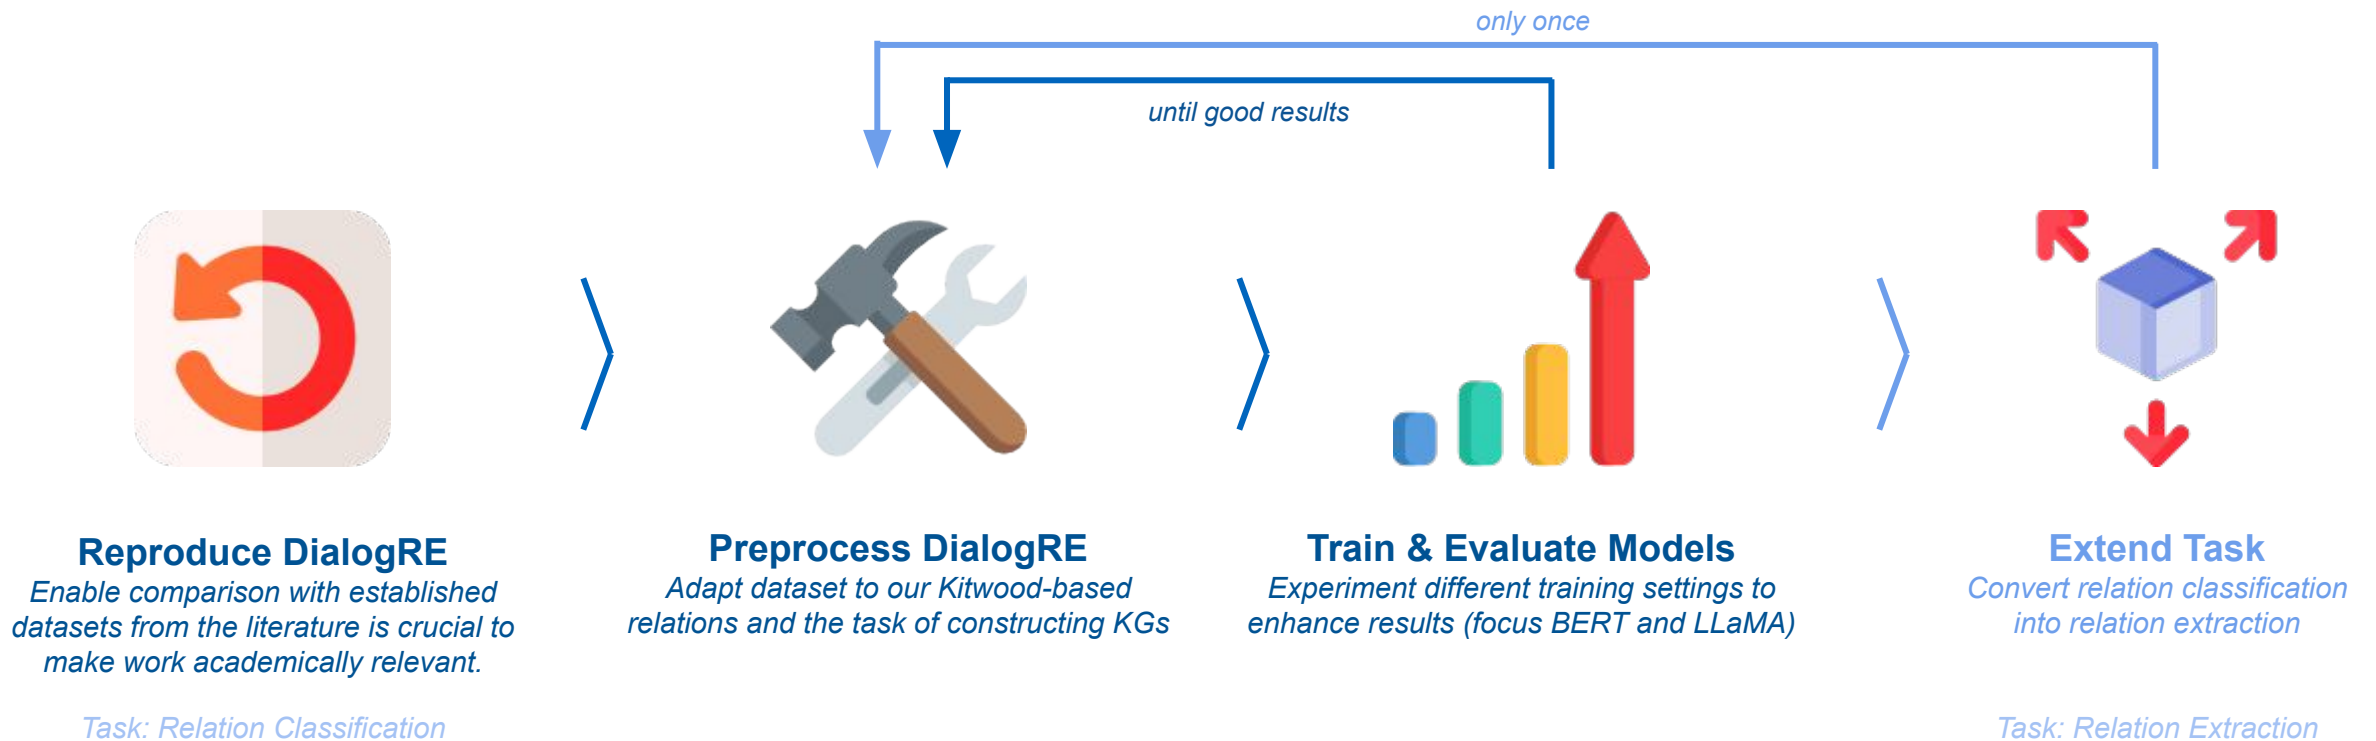 only once
until good results
Reproduce DialogRE
Enable comparison with established
datasets from the literature is crucial to
make work academically relevant.
Task: Relation Classification
Preprocess DialogRE
Adapt dataset to our Kitwood-based
relations and the task of constructing KGs
Train & Evaluate Models
Experiment different training settings to
enhance results (focus BERT and LLaMA)
Extend Task
Convert relation classification
into relation extraction
Task: Relation Extraction